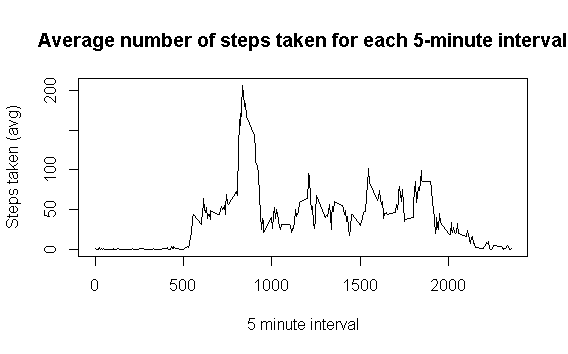 Average number of steps taken for each 5-minute interval
Steps taken (avg)
200
100
50
0
0 500 1000 1500 2000
5 minute interval